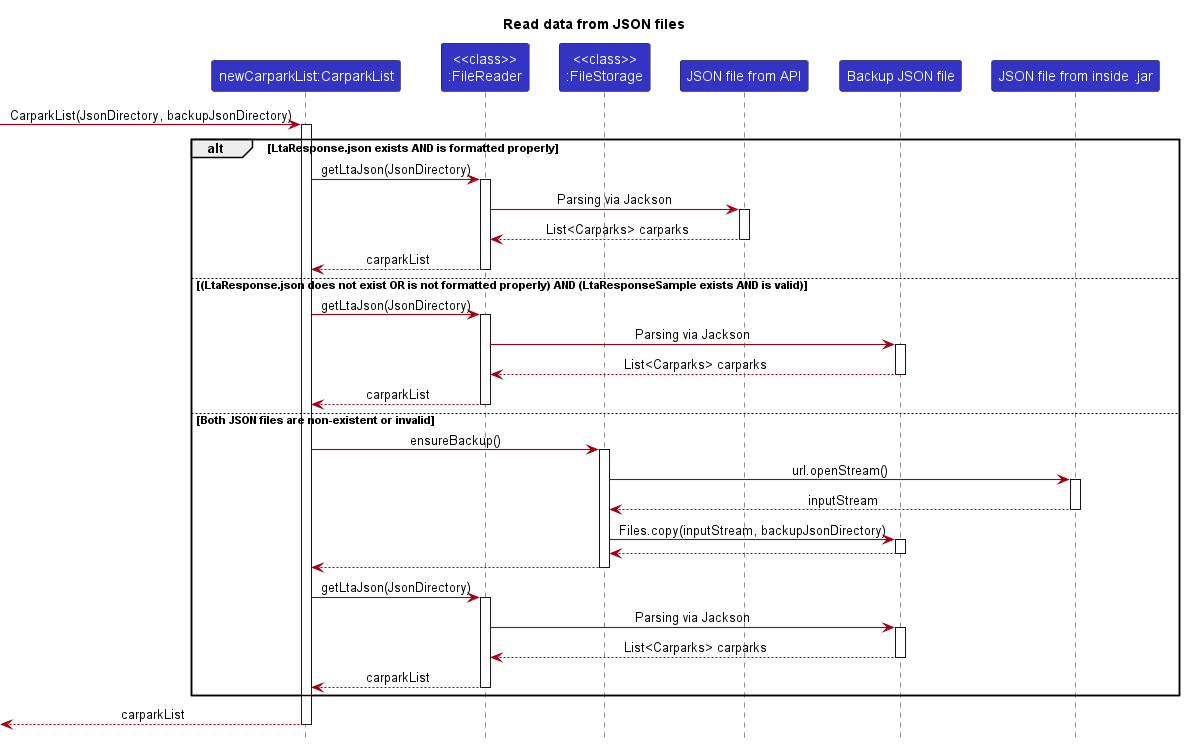 Read data from JSON files
newCarparkList:CarparkList
<<class>>
:FileReader
<<class>>
:FileStorage
JSON file from API
Backup JSON file
JSON file from inside .jar
CarparkList(JsonDirectory, backupJsonDirectory)
alt
[LtaResponse.json exists AND is formatted properly]
getLtaJson(JsonDirectory)
Parsing via Jackson
List<Carparks> carparks
carparkList
[(LtaResponse.json does not exist OR is not formatted properly) AND (LtaResponseSample exists AND is valid)]
getLtaJson(JsonDirectory)
Parsing via Jackson
List<Carparks> carparks
carparkList
[Both JSON files are non-existent or invalid]
ensureBackup()
url.openStream()
inputStream
Files.copy(inputStream, backupJsonDirectory)
getLtaJson(JsonDirectory)
Parsing via Jackson
List<Carparks> carparks
carparkList
carparkList